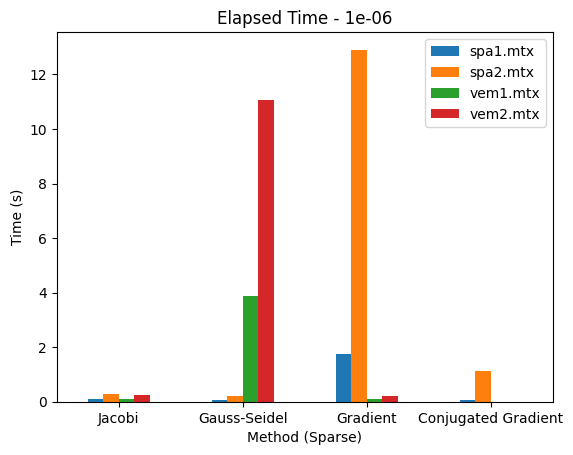 Elapsed Time - 1e-06
spa1.mtx
spa2.mtx
vem1.mtx
vem2.mtx
12
10
8
6
4
2
0
Time (s)
Jacobi Gauss-Seidel Gradient Conjugated Gradient
Method (Sparse)